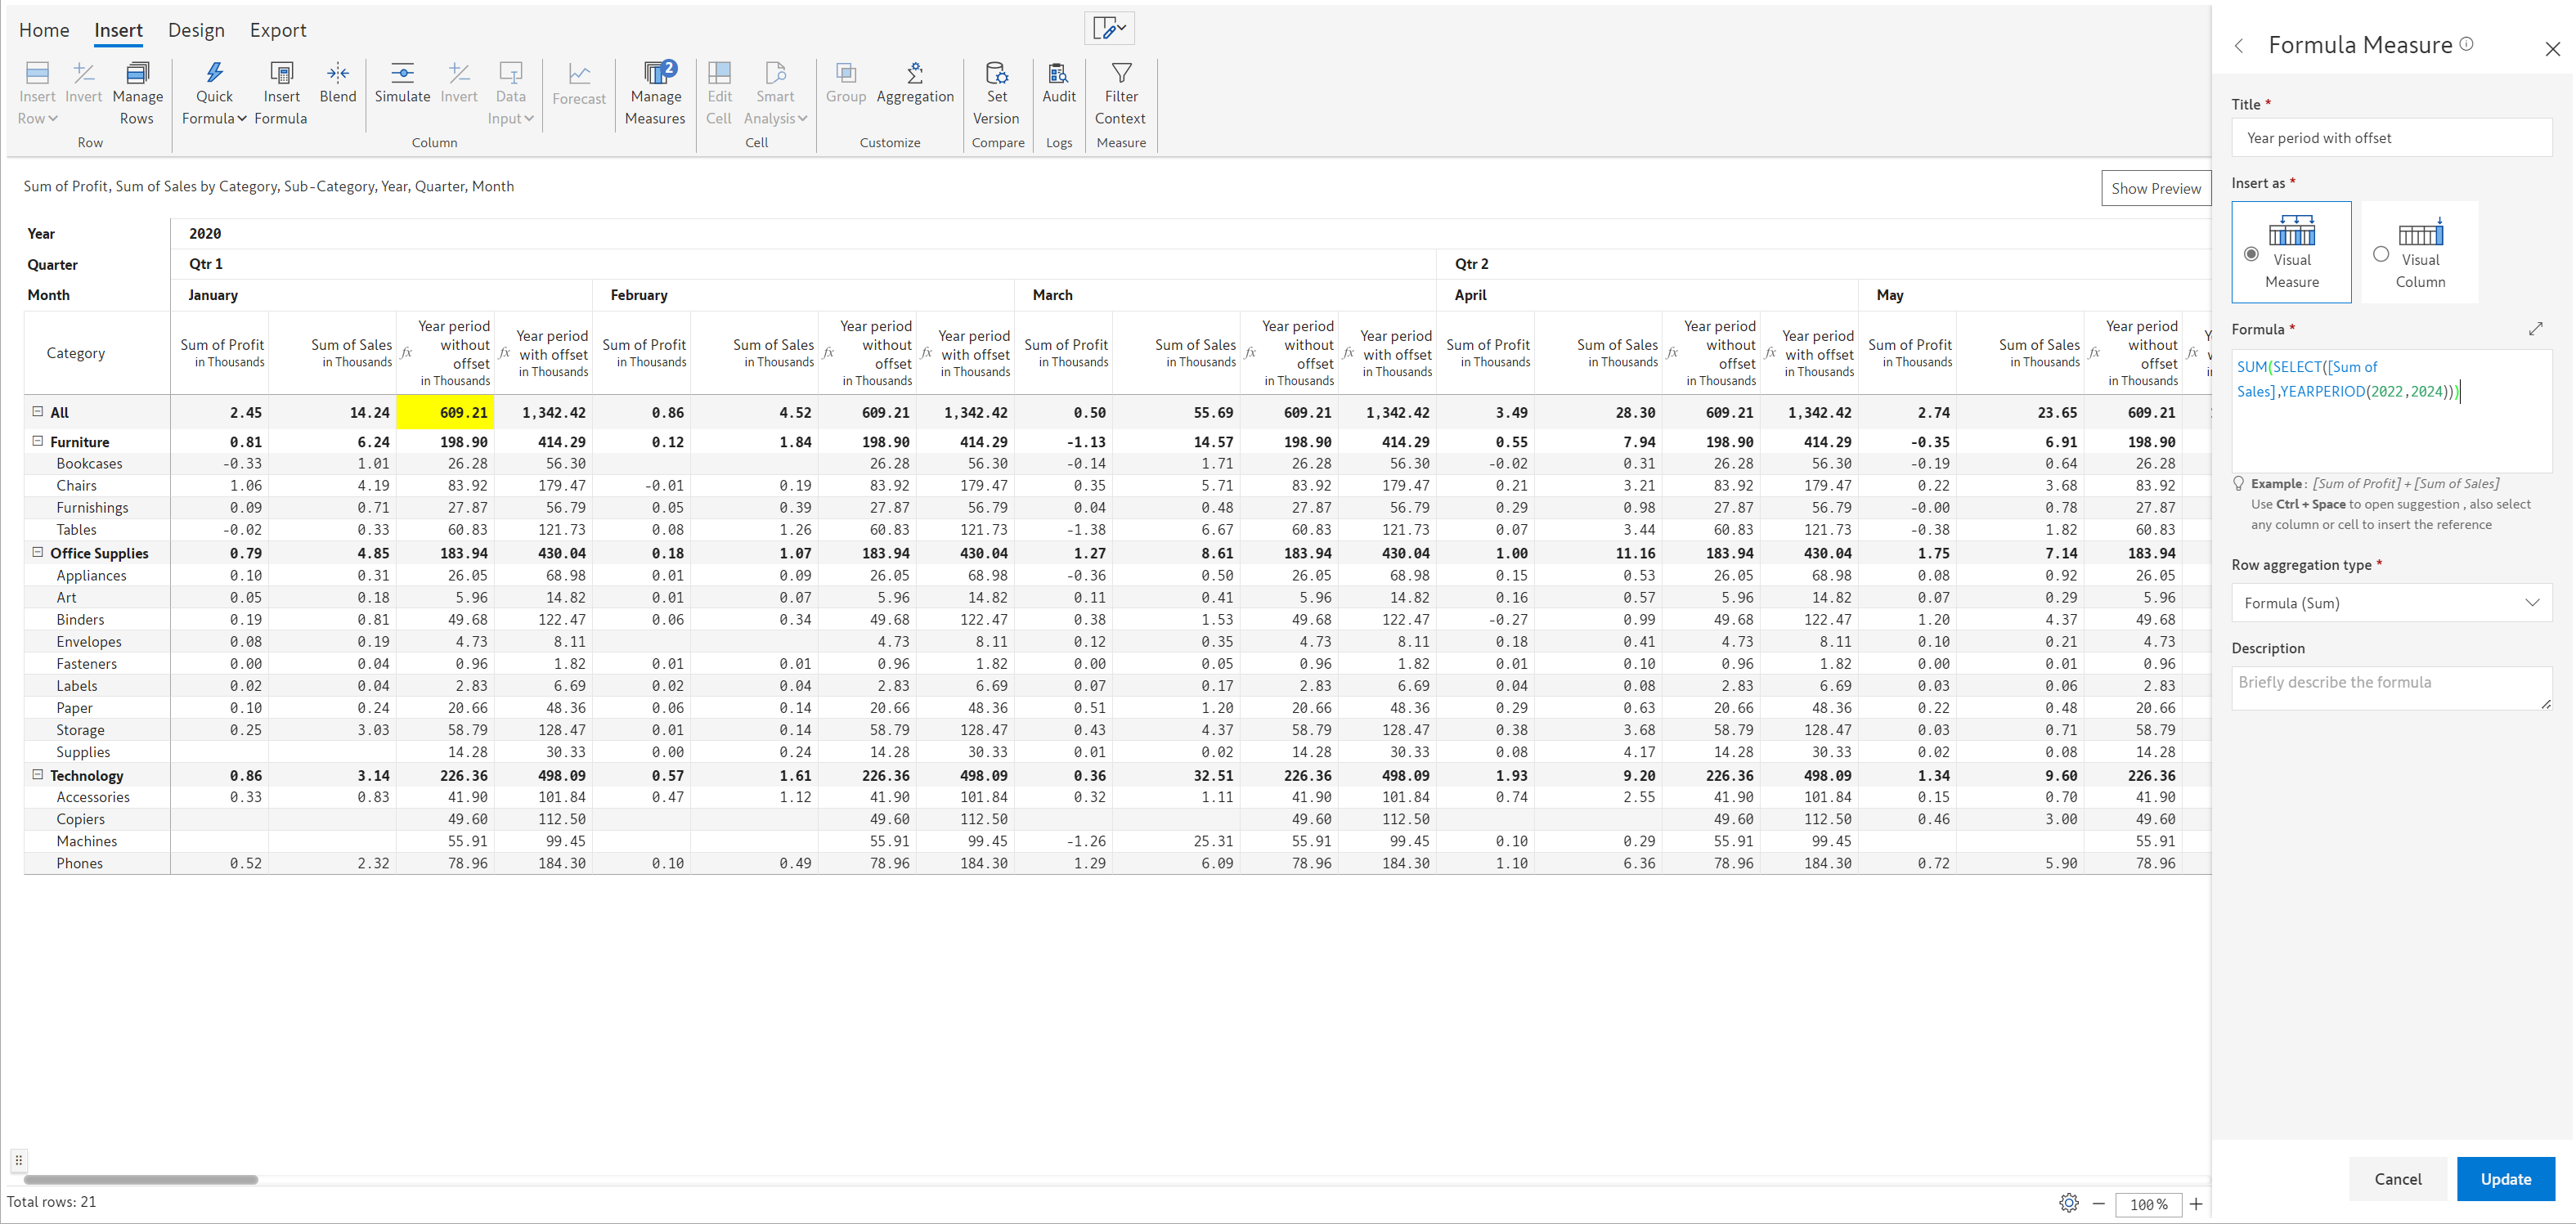 Home Insert Design Export
Insert Row Invert Manage Rows Quick Formula Insert Formula Blend Simulate Invert Data Input Forecast Manage Measures 2 Edit Cell Smart Analysis Group Aggregation Set Version Audit Filter Context
Row Column Cell Customize Compare Logs Measure
Sum of Profit, Sum of Sales by Category, Sub-Category, Year, Quarter, Month
Show Preview
Year 2020
Quarter Qtr 1 Qtr 2
Month January February March April May
Category Sum of Profit in Thousands Sum of Sales in Thousands fx Year period without offset in Thousands fx Year period with offset in Thousands Sum of Profit in Thousands Sum of Sales in Thousands fx Year period without offset in Thousands fx Year period with offset in Thousands Sum of Profit in Thousands Sum of Sales in Thousands fx Year period without offset in Thousands fx Year period with offset in Thousands Sum of Profit in Thousands Sum of Sales in Thousands fx Year period without offset in Thousands fx Year period with offset in Thousands Sum of Profit in Thousands Sum of Sales in Thousands fx Year period without offset in Thousands fx
All 2.45 14.24 609.21 1,342.42 0.86 4.52 609.21 1,342.42 0.50 55.69 609.21 1,342.42 3.49 28.30 609.21 1,342.42 2.74 23.65 609.21
Furniture 0.81 6.24 198.90 414.29 0.12 1.84 198.90 414.29 -1.13 14.57 198.90 414.29 0.55 7.94 198.90 414.29 -0.35 6.91 198.90
Bookcases -0.33 1.01 26.28 56.30 26.28 56.30 -0.14 1.71 26.28 56.30 -0.02 0.31 26.28 56.30 -0.19 0.64 26.28
Chairs 1.06 4.19 83.92 179.47 -0.01 0.19 83.92 179.47 0.35 5.71 83.92 179.47 0.21 3.21 83.92 179.47 0.22 3.68 83.92
Furnishings 0.09 0.71 27.87 56.79 0.05 0.39 27.87 56.79 0.04 0.48 27.87 56.79 0.29 0.98 27.87 56.79 -0.00 0.78 27.87
Tables -0.02 0.33 60.83 121.73 0.08 1.26 60.83 121.73 -1.38 6.67 60.83 121.73 0.07 3.44 60.83 121.73 -0.38 1.82 60.83
Office Supplies 0.79 4.85 183.94 430.04 0.18 1.07 183.94 430.04 1.27 8.61 183.94 430.04 1.00 11.16 183.94 430.04 1.75 7.14 183.94
Appliances 0.10 0.31 26.05 68.98 0.01 0.09 26.05 68.98 -0.36 0.50 26.05 68.98 0.15 0.53 26.05 68.98 0.08 0.92 26.05
Art 0.05 0.18 5.96 14.82 0.01 0.07 5.96 14.82 0.11 0.41 5.96 14.82 0.16 0.57 5.96 14.82 0.07 0.29 5.96
Binders 0.19 0.81 49.68 122.47 0.06 0.34 49.68 122.47 0.38 1.53 49.68 122.47 -0.27 0.99 49.68 122.47 1.20 4.37 49.68
Envelopes 0.08 0.19 4.73 8.11 4.73 8.11 0.12 0.35 4.73 8.11 0.18 0.41 4.73 8.11 0.10 0.21 4.73
Fasteners 0.00 0.04 0.96 1.82 0.01 0.01 0.96 1.82 0.00 0.05 0.96 1.82 0.01 0.10 0.96 1.82 0.00 0.01 0.96
Labels 0.02 0.04 2.83 6.69 0.02 0.04 2.83 6.69 0.07 0.17 2.83 6.69 0.04 0.08 2.83 6.69 0.03 0.06 2.83
Paper 0.10 0.24 20.66 48.36 0.06 0.14 20.66 48.36 0.51 1.20 20.66 48.36 0.29 0.63 20.66 48.36 0.22 0.48 20.66
Storage 0.25 3.03 58.79 128.47 0.01 0.14 58.79 128.47 0.43 4.37 58.79 128.47 0.38 3.68 58.79 128.47 0.03 0.71 58.79
Supplies 14.28 30.33 0.00 0.24 14.28 30.33 0.01 0.02 14.28 30.33 0.08 4.17 14.28 30.33 0.02 0.08 14.28
Technology 0.86 3.14 226.36 498.09 0.57 1.61 226.36 498.09 0.36 32.51 226.36 498.09 1.93 9.20 226.36 498.09 1.34 9.60 226.36
Accessories 0.33 0.83 41.90 101.84 0.47 1.12 41.90 101.84 0.32 1.11 41.90 101.84 0.74 2.55 41.90 101.84 0.15 0.70 41.90
Copiers 49.60 112.50 49.60 112.50 49.60 112.50 49.60 112.50 0.46 3.00 49.60
Machines 55.91 99.45 55.91 99.45 -1.26 25.31 55.91 99.45 0.10 0.29 55.91 99.45 55.91
Phones 0.52 2.32 78.96 184.30 0.10 0.49 78.96 184.30 1.29 6.09 78.96 184.30 1.10 6.36 78.96 184.30 0.72 5.90 78.96
Total rows: 21
100 %
Formula Measure
Title *
Year period with offset
Insert as *
Visual Measure Visual Column
Formula *
SUM(SELECT([Sum of
Sales],YEARPERIOD(2022,2024)))
Example : [Sum of Profit] + [Sum of Sales]
Use Ctrl + Space to open suggestion , also select
any column or cell to insert the reference
Row aggregation type *
Formula (Sum)
Description
Briefly describe the formula
Cancel Update